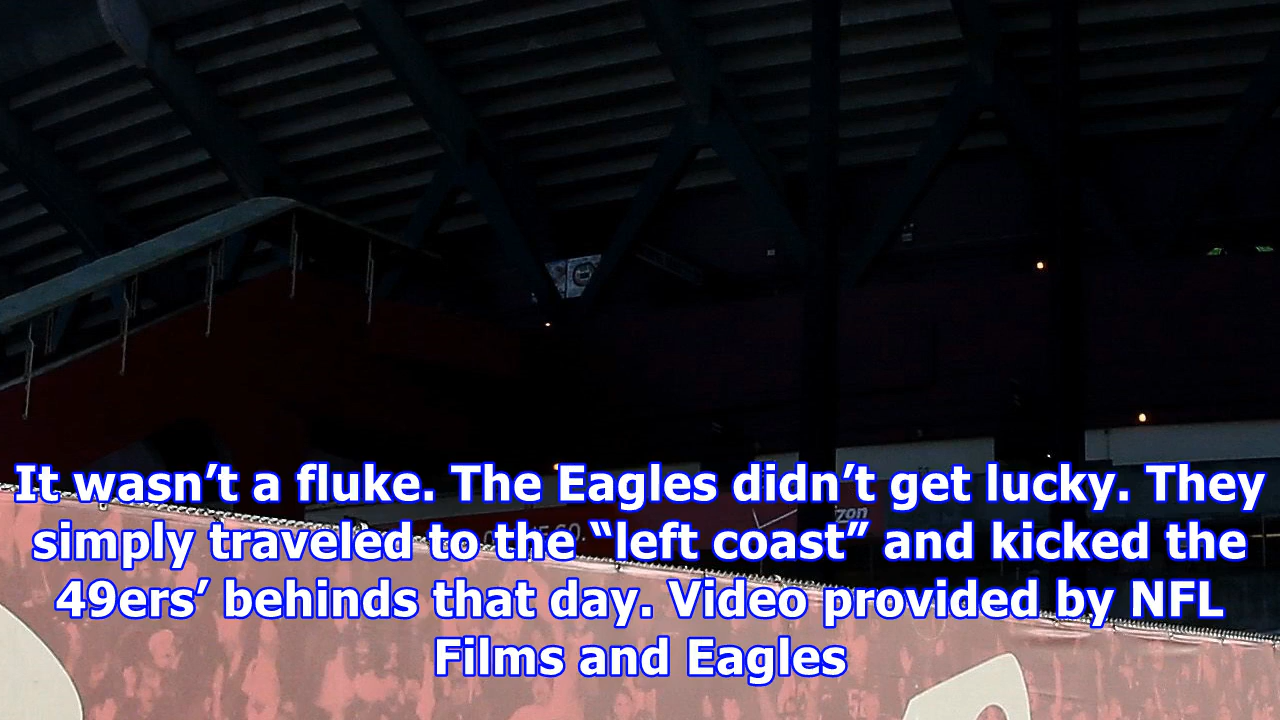 It wasn’t a fluke. The Eagles didn’t get lucky. They
simply traveled to the “left coast” and kicked the
49ers’ behinds that day. Video provided by NFL
Films and Eagles